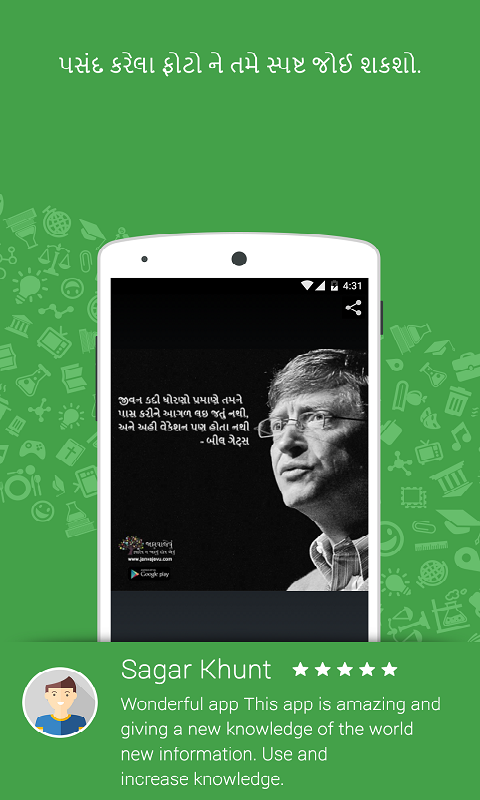 પસંદ કરેલા ફોટો ને તમે સ્પષ્ટ જોઈ શકશો.
4:31
જીવન કદી ધોરણો પ્રમાણે તમને
પાસ કરીને આગળ લઇ જતું નથી,
અને અહી વેકેશન પણ હોતા નથી
- બીલ ગેટ્સ
જાણવાજેવું
www.janvajevu.com
Google play
Sagar Khunt
Wonderful app This app is amazing and
giving a new knowledge of the world
new information. Use and
increase knowledge.